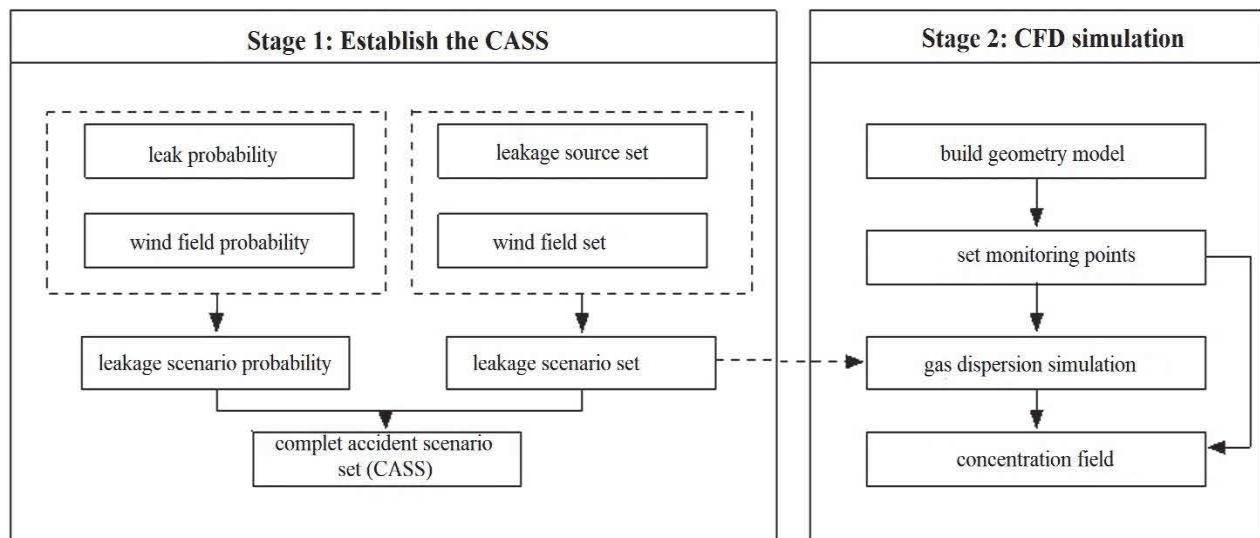 Stage 1: Establish the CASS
leak probability
wind field probability
leakage source set
wind field set
leakage scenario probability
leakage scenario set
complet accident scenario
set (CASS)
Stage 2: CFD simulation
build geometry model
set monitoring points
gas dispersion simulation
concentration field